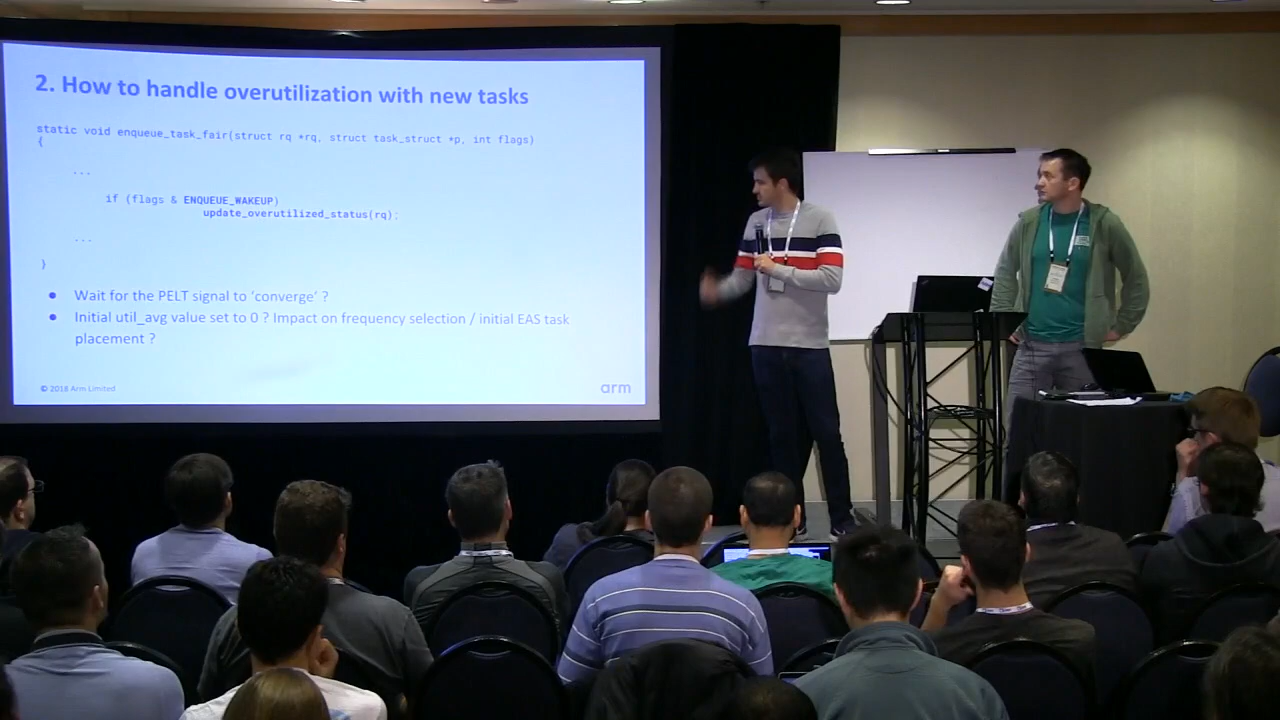 2. How to handle overutilization with new tasks
static void enqueue_task_fair(struct rq *rq, struct task_struct *p, int flags)
{
...
if (flags & ENQUEUE_WAKEUP)
update_overutilized_status(rq);
...
}
● Wait for the PELT signal to ‘converge’ ?
● Initial util_avg value set to 0 ? Impact on frequency selection / initial EAS task
placement ?
© 2018 Arm Limited
arm